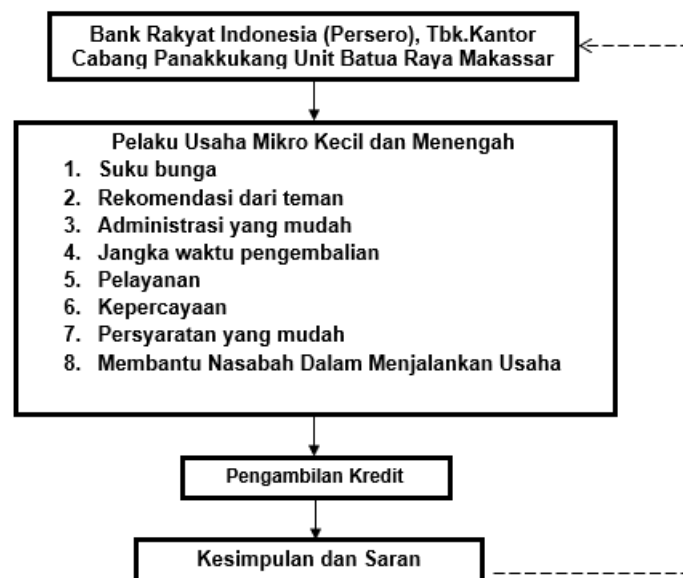 Bank Rakyat Indonesia (Persero), Tbk.Kantor
Cabang Panakkukang Unit Batua Raya Makassar
Pelaku Usaha Mikro Kecil dan Menengah
1. Suku bunga
2. Rekomendasi dari teman
3. Administrasi yang mudah
4. Jangka waktu pengembalian
5. Pelayanan
6. Kepercayaan
7. Persyaratan yang mudah
8. Membantu Nasabah Dalam Menjalankan Usaha
Pengambilan Kredit
Kesimpulan dan Saran